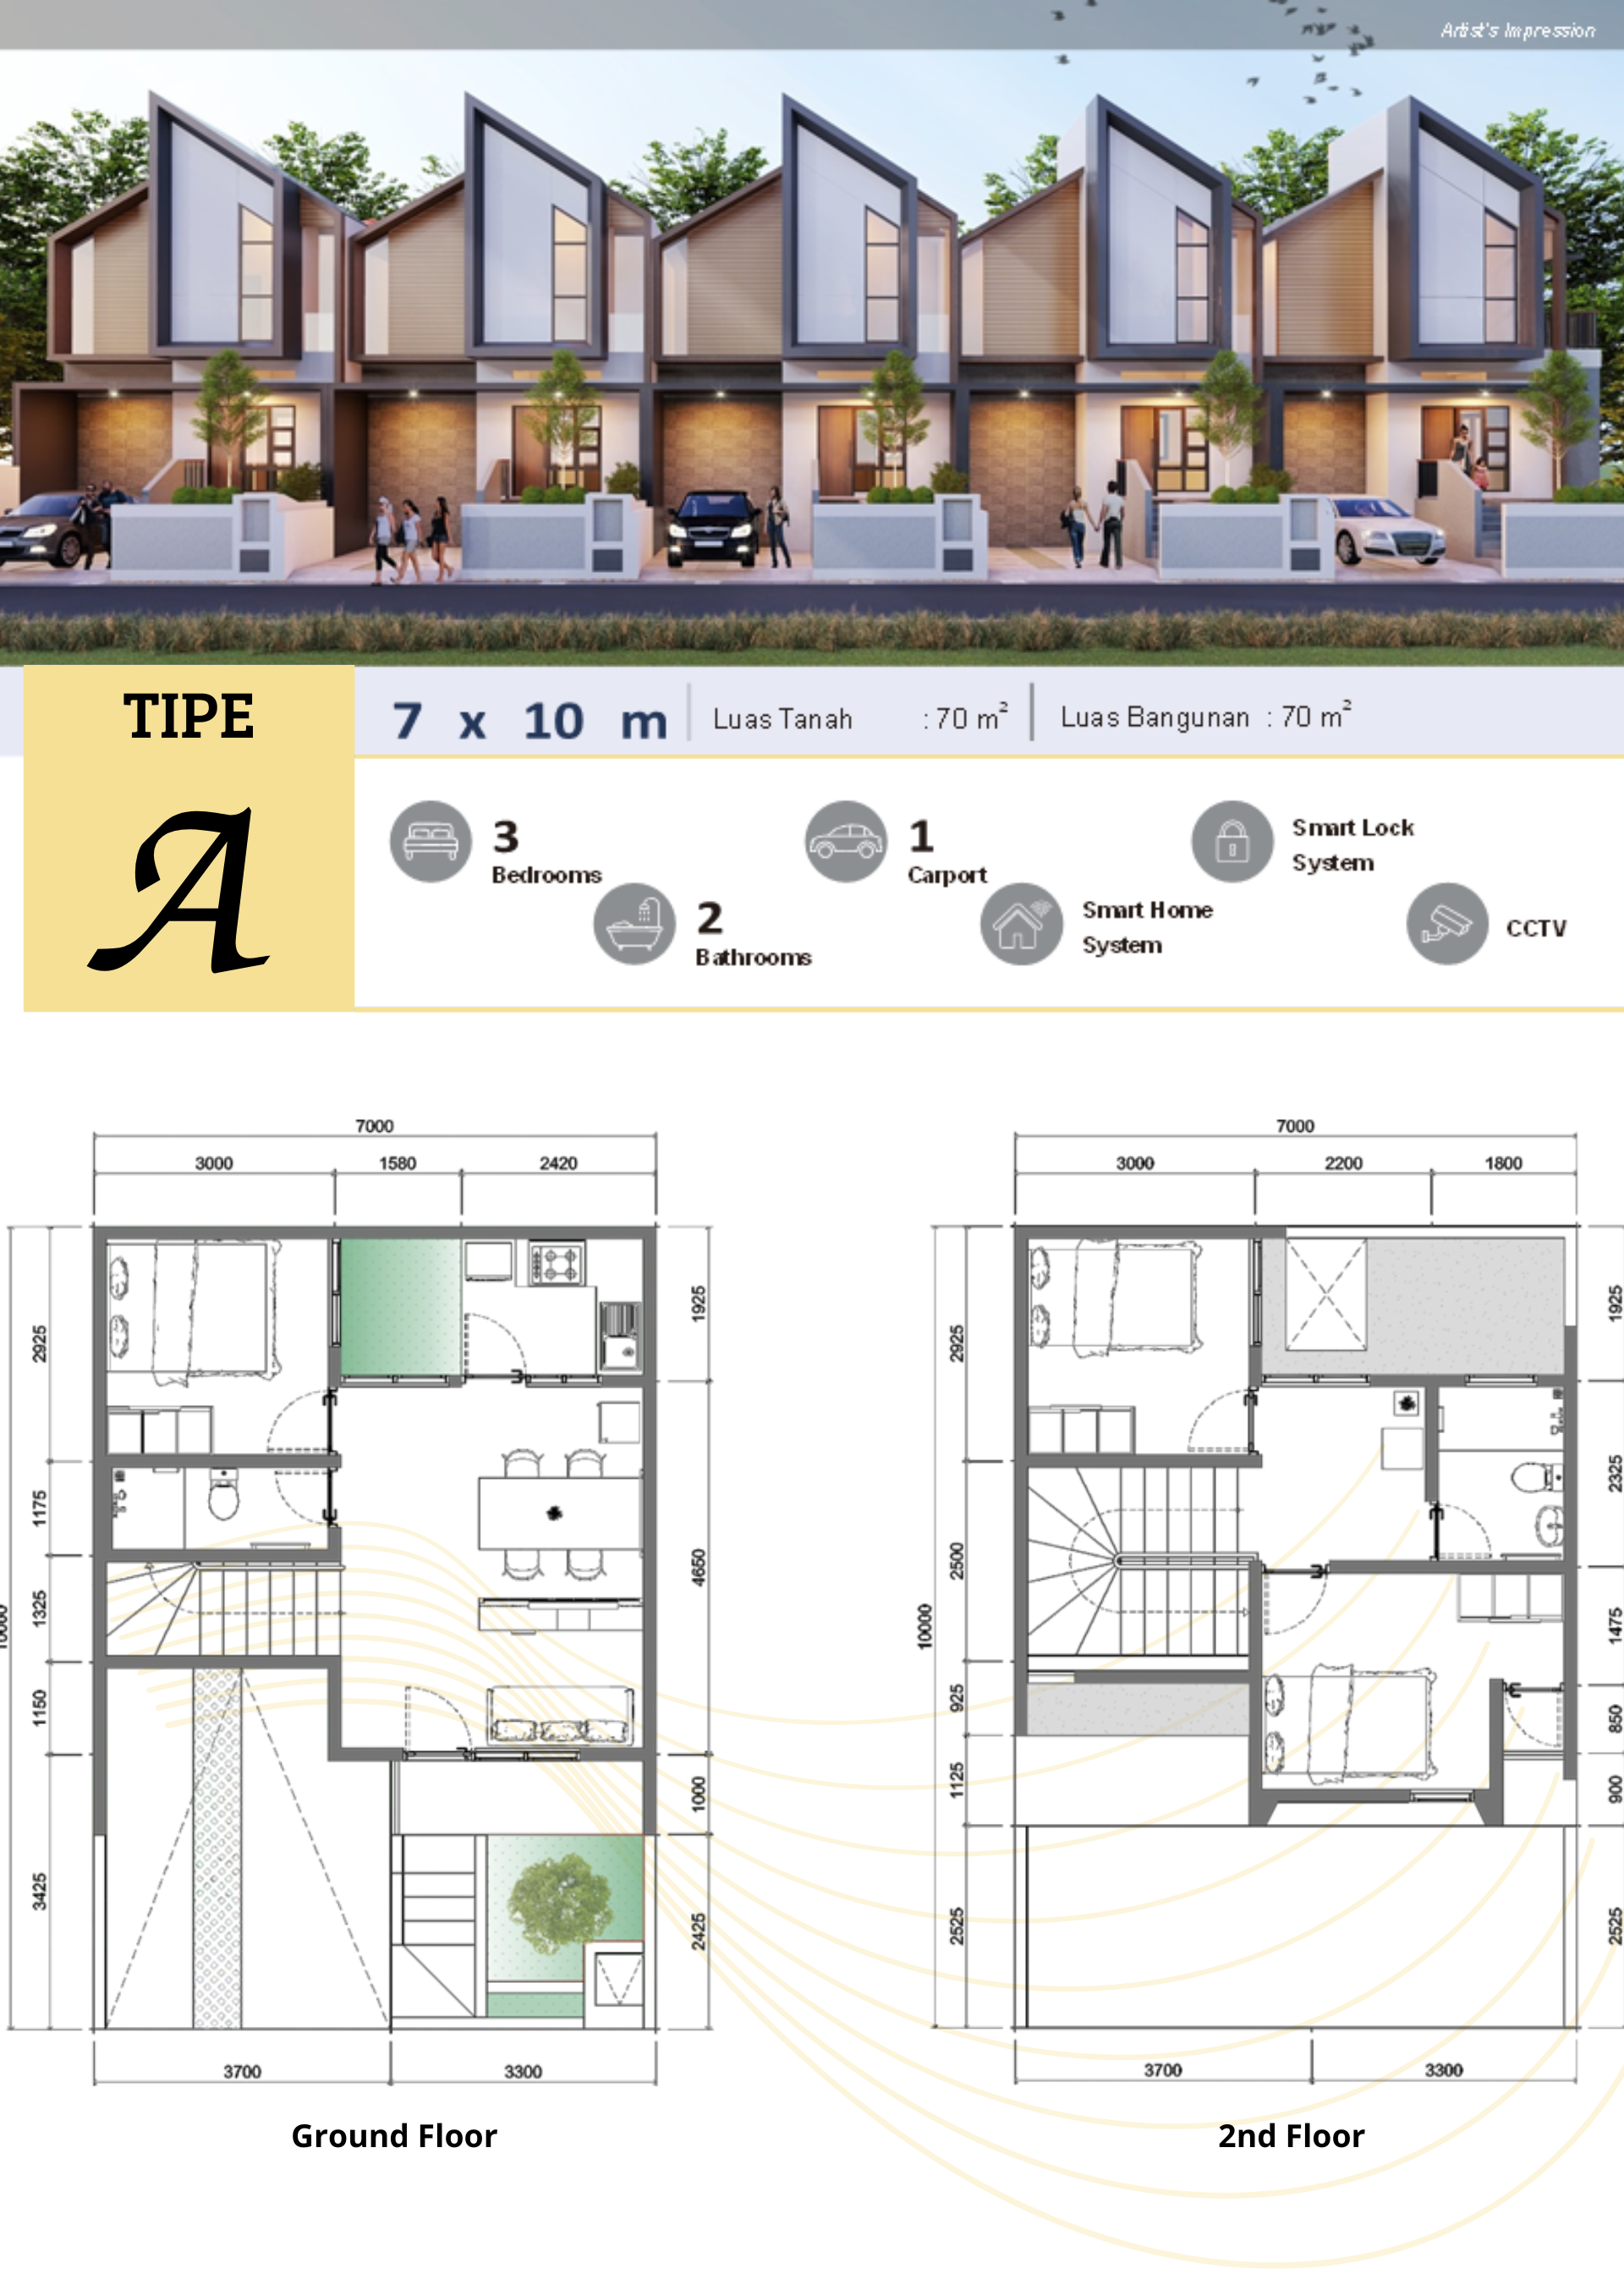 Artist's Impression
TIPE
A
7 x 10 m
Luas Tanah : 70 m²
Luas Bangunan : 70 m²
3
Bedrooms
1
Carport
Smart Lock
System
2
Bathrooms
Smart Home
System
CCTV
7000
3000 1580 2420
2925
1175
1325
1150
3425
1925
4650
1000
2425
3700 3300
Ground Floor
7000
3000 2200 1800
10000
2925
2500
925
1125
2525
1925
2325
1475
850
900
2525
3700 3300
2nd Floor